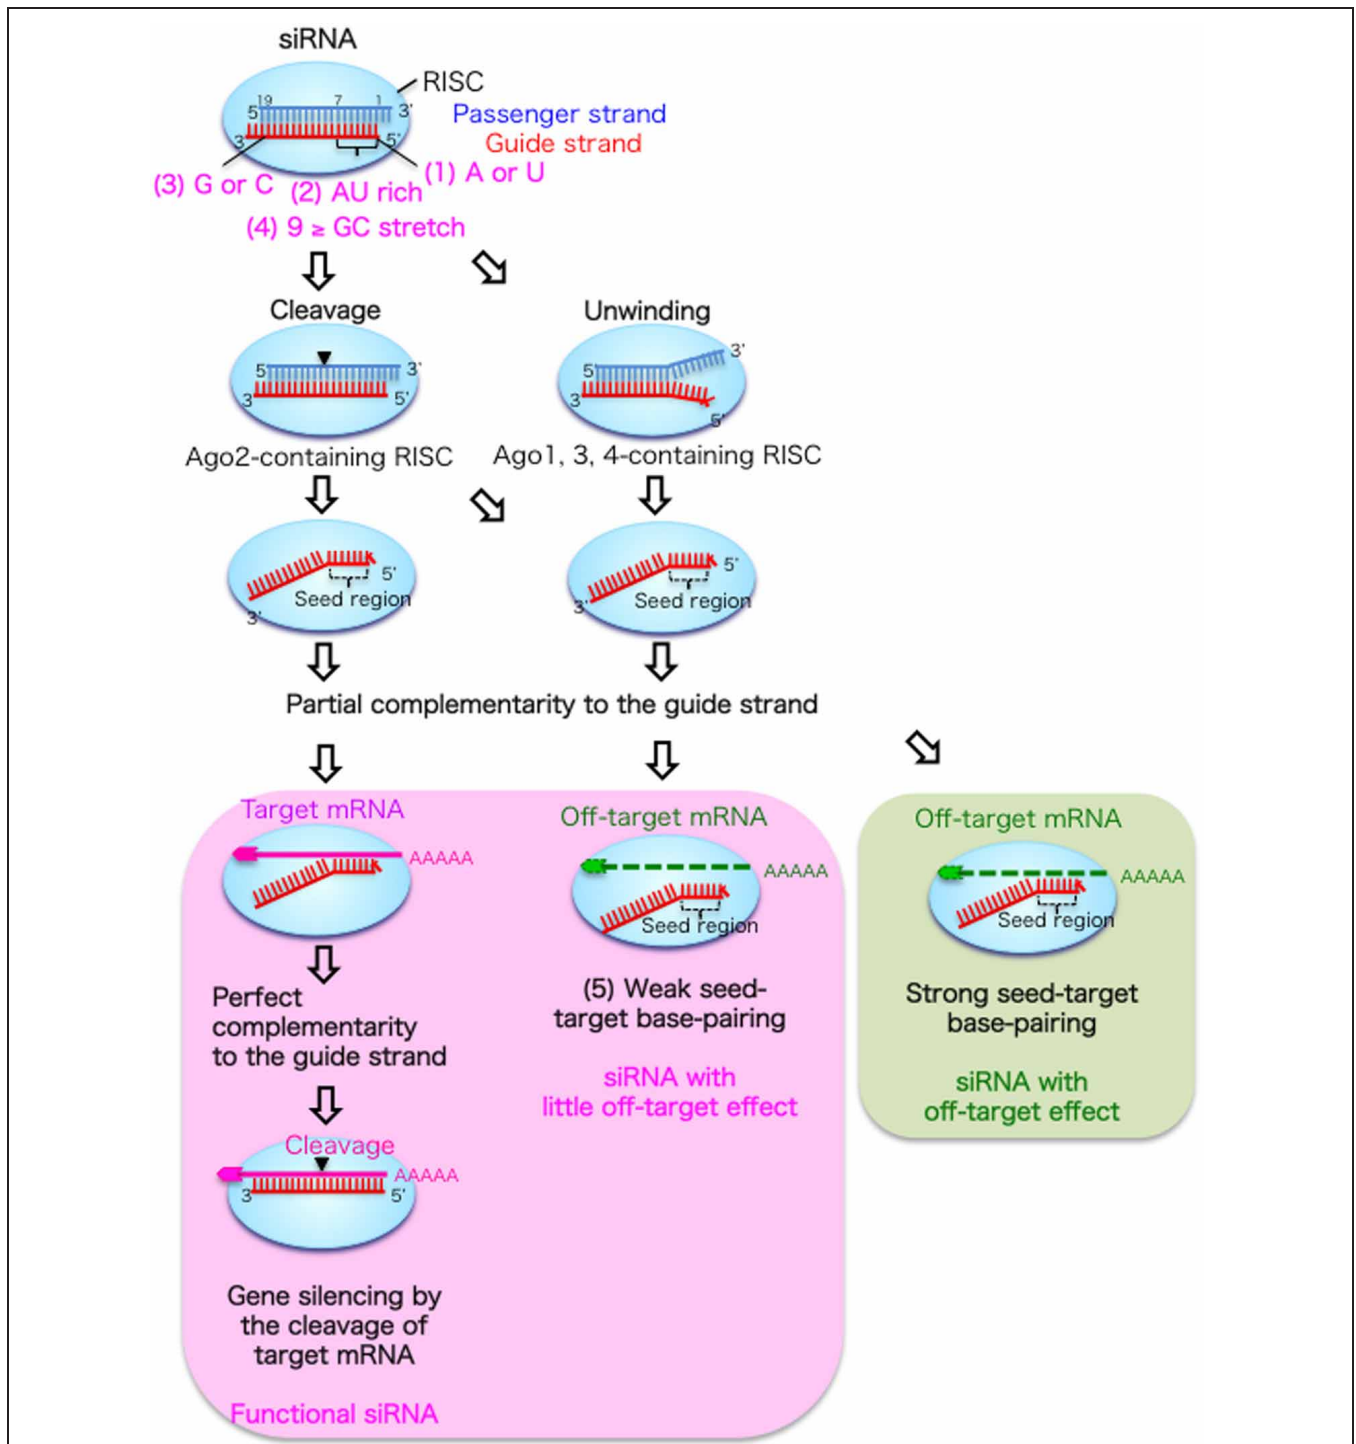 siRNA
RISC
19 7 1
5' 3'
3' 5'
Passenger strand
Guide strand
(1) A or U
(3) G or C
(2) AU rich
(4) 9 ≥ GC stretch
Cleavage
5' 3'
3' 5'
Ago2-containing RISC
Unwinding
5' 3'
3' 5'
Ago1, 3, 4-containing RISC
5'
Seed region
3'
5'
Seed region
3'
Partial complementarity to the guide strand
Target mRNA
AAAAA
Perfect
complementarity
to the guide strand
Cleavage
AAAAA
3' 5'
Gene silencing by
the cleavage of
target mRNA
Functional siRNA
Off-target mRNA
AAAAA
Seed region
(5) Weak seed-
target base-pairing
siRNA with
little off-target effect
Off-target mRNA
AAAAA
Seed region
Strong seed-target
base-pairing
siRNA with
off-target effect